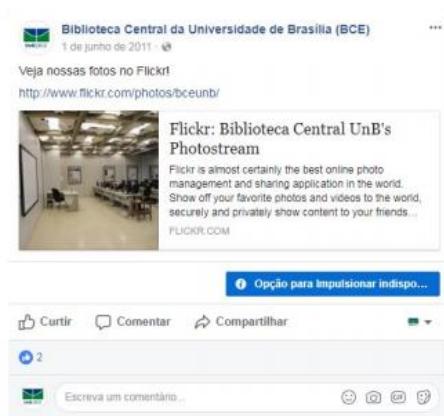 Biblioteca Central da Universidade de Brasília (BCE)
1 de junho de 2011
Veja nossas fotos no Flickr!
http://www.flickr.com/photos/bceunb/
Flickr: Biblioteca Central UnB's
Photostream
Flickr is almost certainly the best online photo
management and sharing application in the world.
Show off your favorite photos and videos to the world,
securely and privately show content to your friends...
FLICKR.COM
Opção para Impulsionar indispo...
Curtir Comentar Compartilhar
2
Escreva um comentário...
GIF